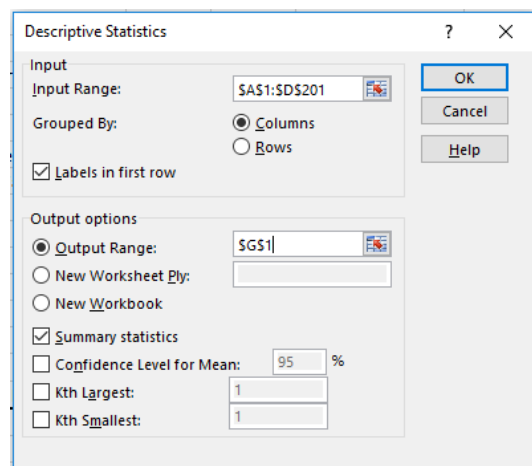 Descriptive Statistics ?
Input
Input Range: $A$1:$D$201
Grouped By: Columns
Rows
Labels in first row
OK
Cancel
Help
Output options
Output Range: $G$1
New Worksheet Ply:
New Workbook
Summary statistics
Confidence Level for Mean: 95 %
Kth Largest: 1
Kth Smallest: 1